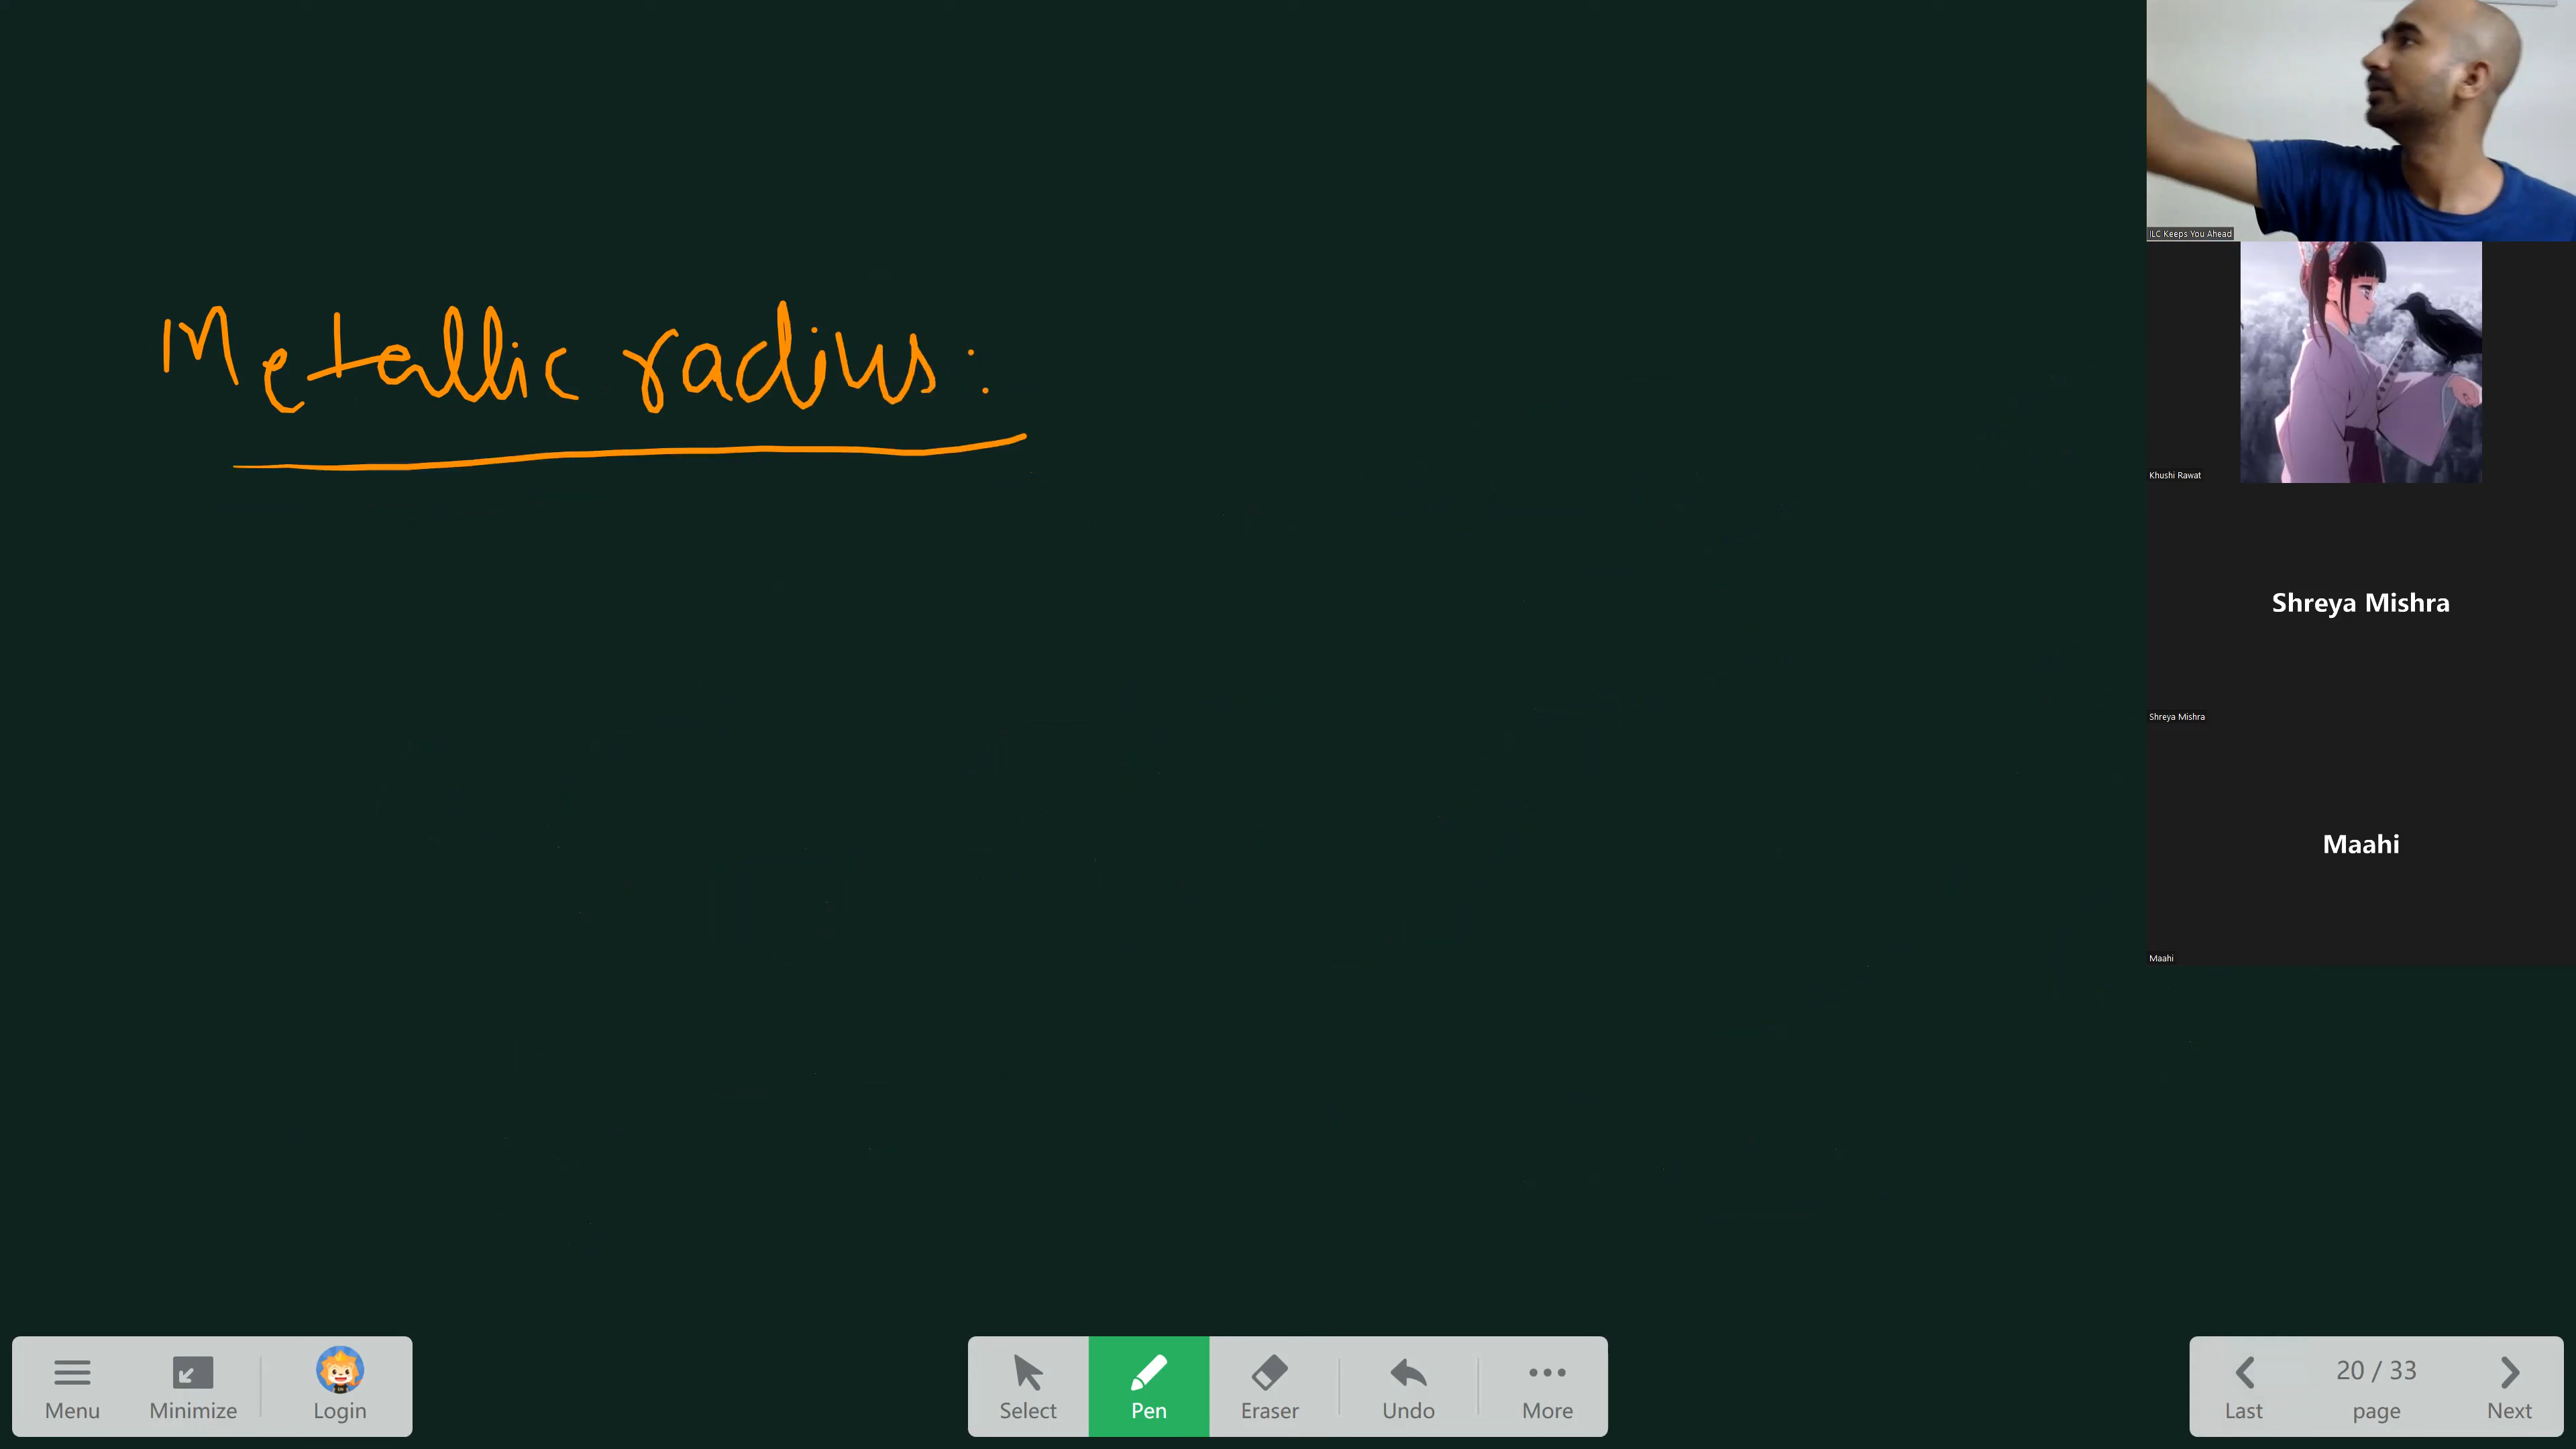 Metallic radius:
ILC Keeps You Ahead
Khushi Rawat
Shreya Mishra
Shreya Mishra
Maahi
Maahi
Menu
Minimize
Login
Select
Pen
Eraser
Undo
More
Last
20 / 33
page
Next